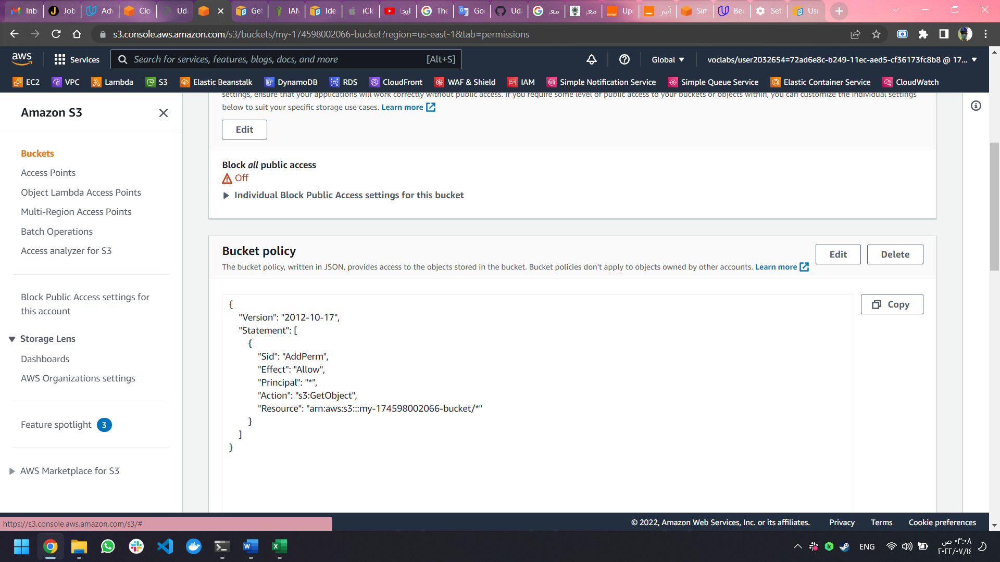 Inb
Job
Adv
Clo
Uda
Get
IAM
Ide
iClo
ايجا
The
Goo
Uda
معر
معر
Upc
أسر
Sim
Bec
Set
Usin
s3.console.aws.amazon.com/s3/buckets/my-174598002066-bucket?region=us-east-1&tab=permissions
aws
Services
Search for services, features, blogs, docs, and more
[Alt+S]
Global
voclabs/user2032654=72ad6e8c-b249-11ec-aed5-cf36173fc8b8 @ 17...
EC2 VPC Lambda S3 Elastic Beanstalk DynamoDB RDS CloudFront WAF & Shield IAM Simple Notification Service Simple Queue Service Elastic Container Service CloudWatch
Amazon S3
Buckets
Access Points
Object Lambda Access Points
Multi-Region Access Points
Batch Operations
Access analyzer for S3
Block Public Access settings for
this account
Storage Lens
Dashboards
AWS Organizations settings
Feature spotlight 3
AWS Marketplace for S3
settings, ensure that your applications will work correctly without public access. If you require some level of public access to your buckets or objects within, you can customize the individual settings
below to suit your specific storage use cases. Learn more
Edit
Block all public access
Off
Individual Block Public Access settings for this bucket
Bucket policy
Edit
Delete
The bucket policy, written in JSON, provides access to the objects stored in the bucket. Bucket policies don't apply to objects owned by other accounts. Learn more
Copy
{
"Version": "2012-10-17",
"Statement": [
{
"Sid": "AddPerm",
"Effect": "Allow",
"Principal": "*",
"Action": "s3:GetObject",
"Resource": "arn:aws:s3:::my-174598002066-bucket/*"
}
]
}
https://s3.console.aws.amazon.com/s3/#
© 2022, Amazon Web Services, Inc. or its affiliates.
Privacy
Terms
Cookie preferences
ENG
٠٣:٠٨ ص
٢٠٢٢/٠٧/١٤